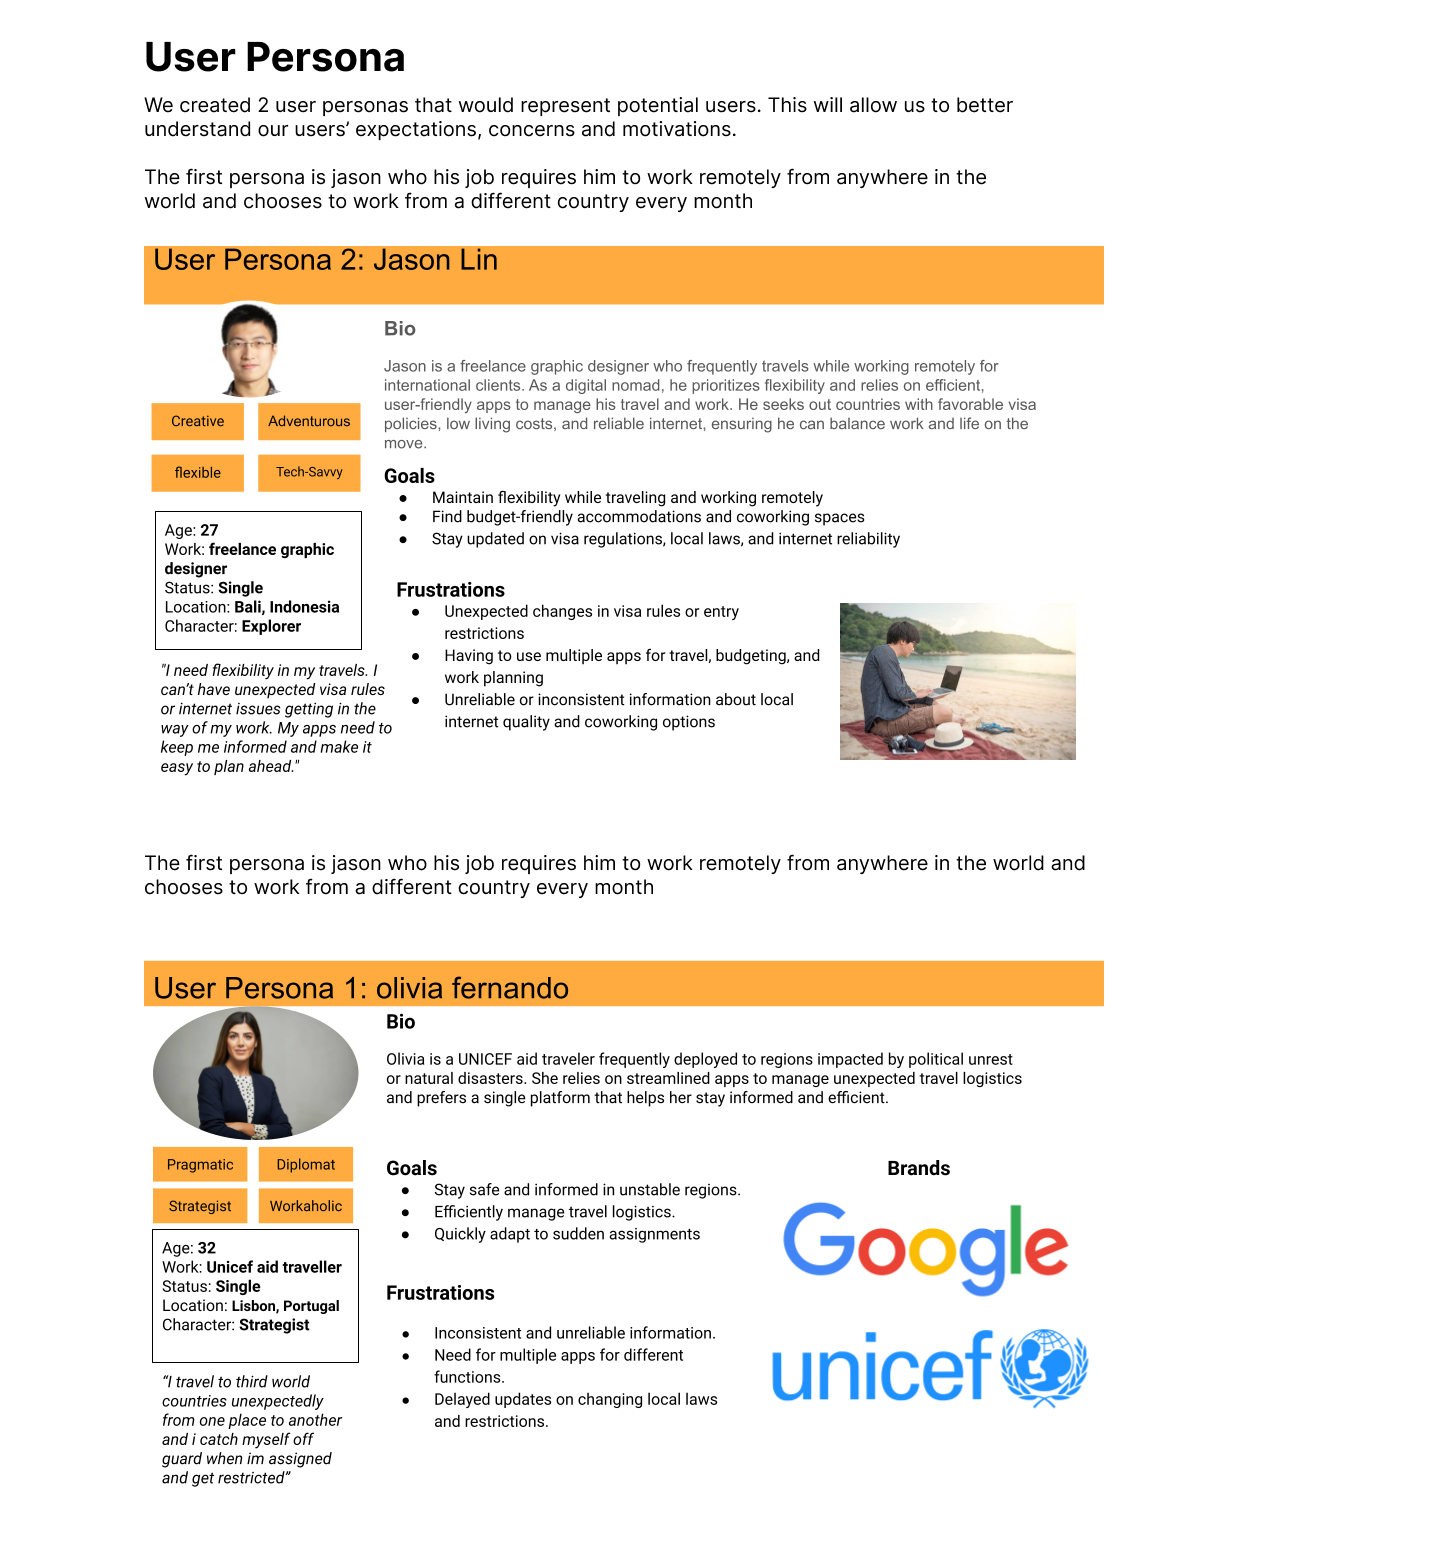 User Persona
We created 2 user personas that would represent potential users. This will allow us to better
understand our users’ expectations, concerns and motivations.
The first persona is jason who his job requires him to work remotely from anywhere in the
world and chooses to work from a different country every month
User Persona 2: Jason Lin
Creative
Adventurous
flexible
Tech-Savvy
Age: 27
Work: freelance graphic
designer
Status: Single
Location: Bali, Indonesia
Character: Explorer
"I need flexibility in my travels. I
can’t have unexpected visa rules
or internet issues getting in the
way of my work. My apps need to
keep me informed and make it
easy to plan ahead."
Bio
Jason is a freelance graphic designer who frequently travels while working remotely for
international clients. As a digital nomad, he prioritizes flexibility and relies on efficient,
user-friendly apps to manage his travel and work. He seeks out countries with favorable visa
policies, low living costs, and reliable internet, ensuring he can balance work and life on the
move.
Goals
● Maintain flexibility while traveling and working remotely
● Find budget-friendly accommodations and coworking spaces
● Stay updated on visa regulations, local laws, and internet reliability
Frustrations
● Unexpected changes in visa rules or entry
restrictions
● Having to use multiple apps for travel, budgeting, and
work planning
● Unreliable or inconsistent information about local
internet quality and coworking options
The first persona is jason who his job requires him to work remotely from anywhere in the world and
chooses to work from a different country every month
User Persona 1: olivia fernando
Pragmatic
Diplomat
Strategist
Workaholic
Age: 32
Work: Unicef aid traveller
Status: Single
Location: Lisbon, Portugal
Character: Strategist
“I travel to third world
countries unexpectedly
from one place to another
and i catch myself off
guard when im assigned
and get restricted”
Bio
Olivia is a UNICEF aid traveler frequently deployed to regions impacted by political unrest
or natural disasters. She relies on streamlined apps to manage unexpected travel logistics
and prefers a single platform that helps her stay informed and efficient.
Goals
● Stay safe and informed in unstable regions.
● Efficiently manage travel logistics.
● Quickly adapt to sudden assignments
Frustrations
● Inconsistent and unreliable information.
● Need for multiple apps for different
functions.
● Delayed updates on changing local laws
and restrictions.
Brands
Google
unicef